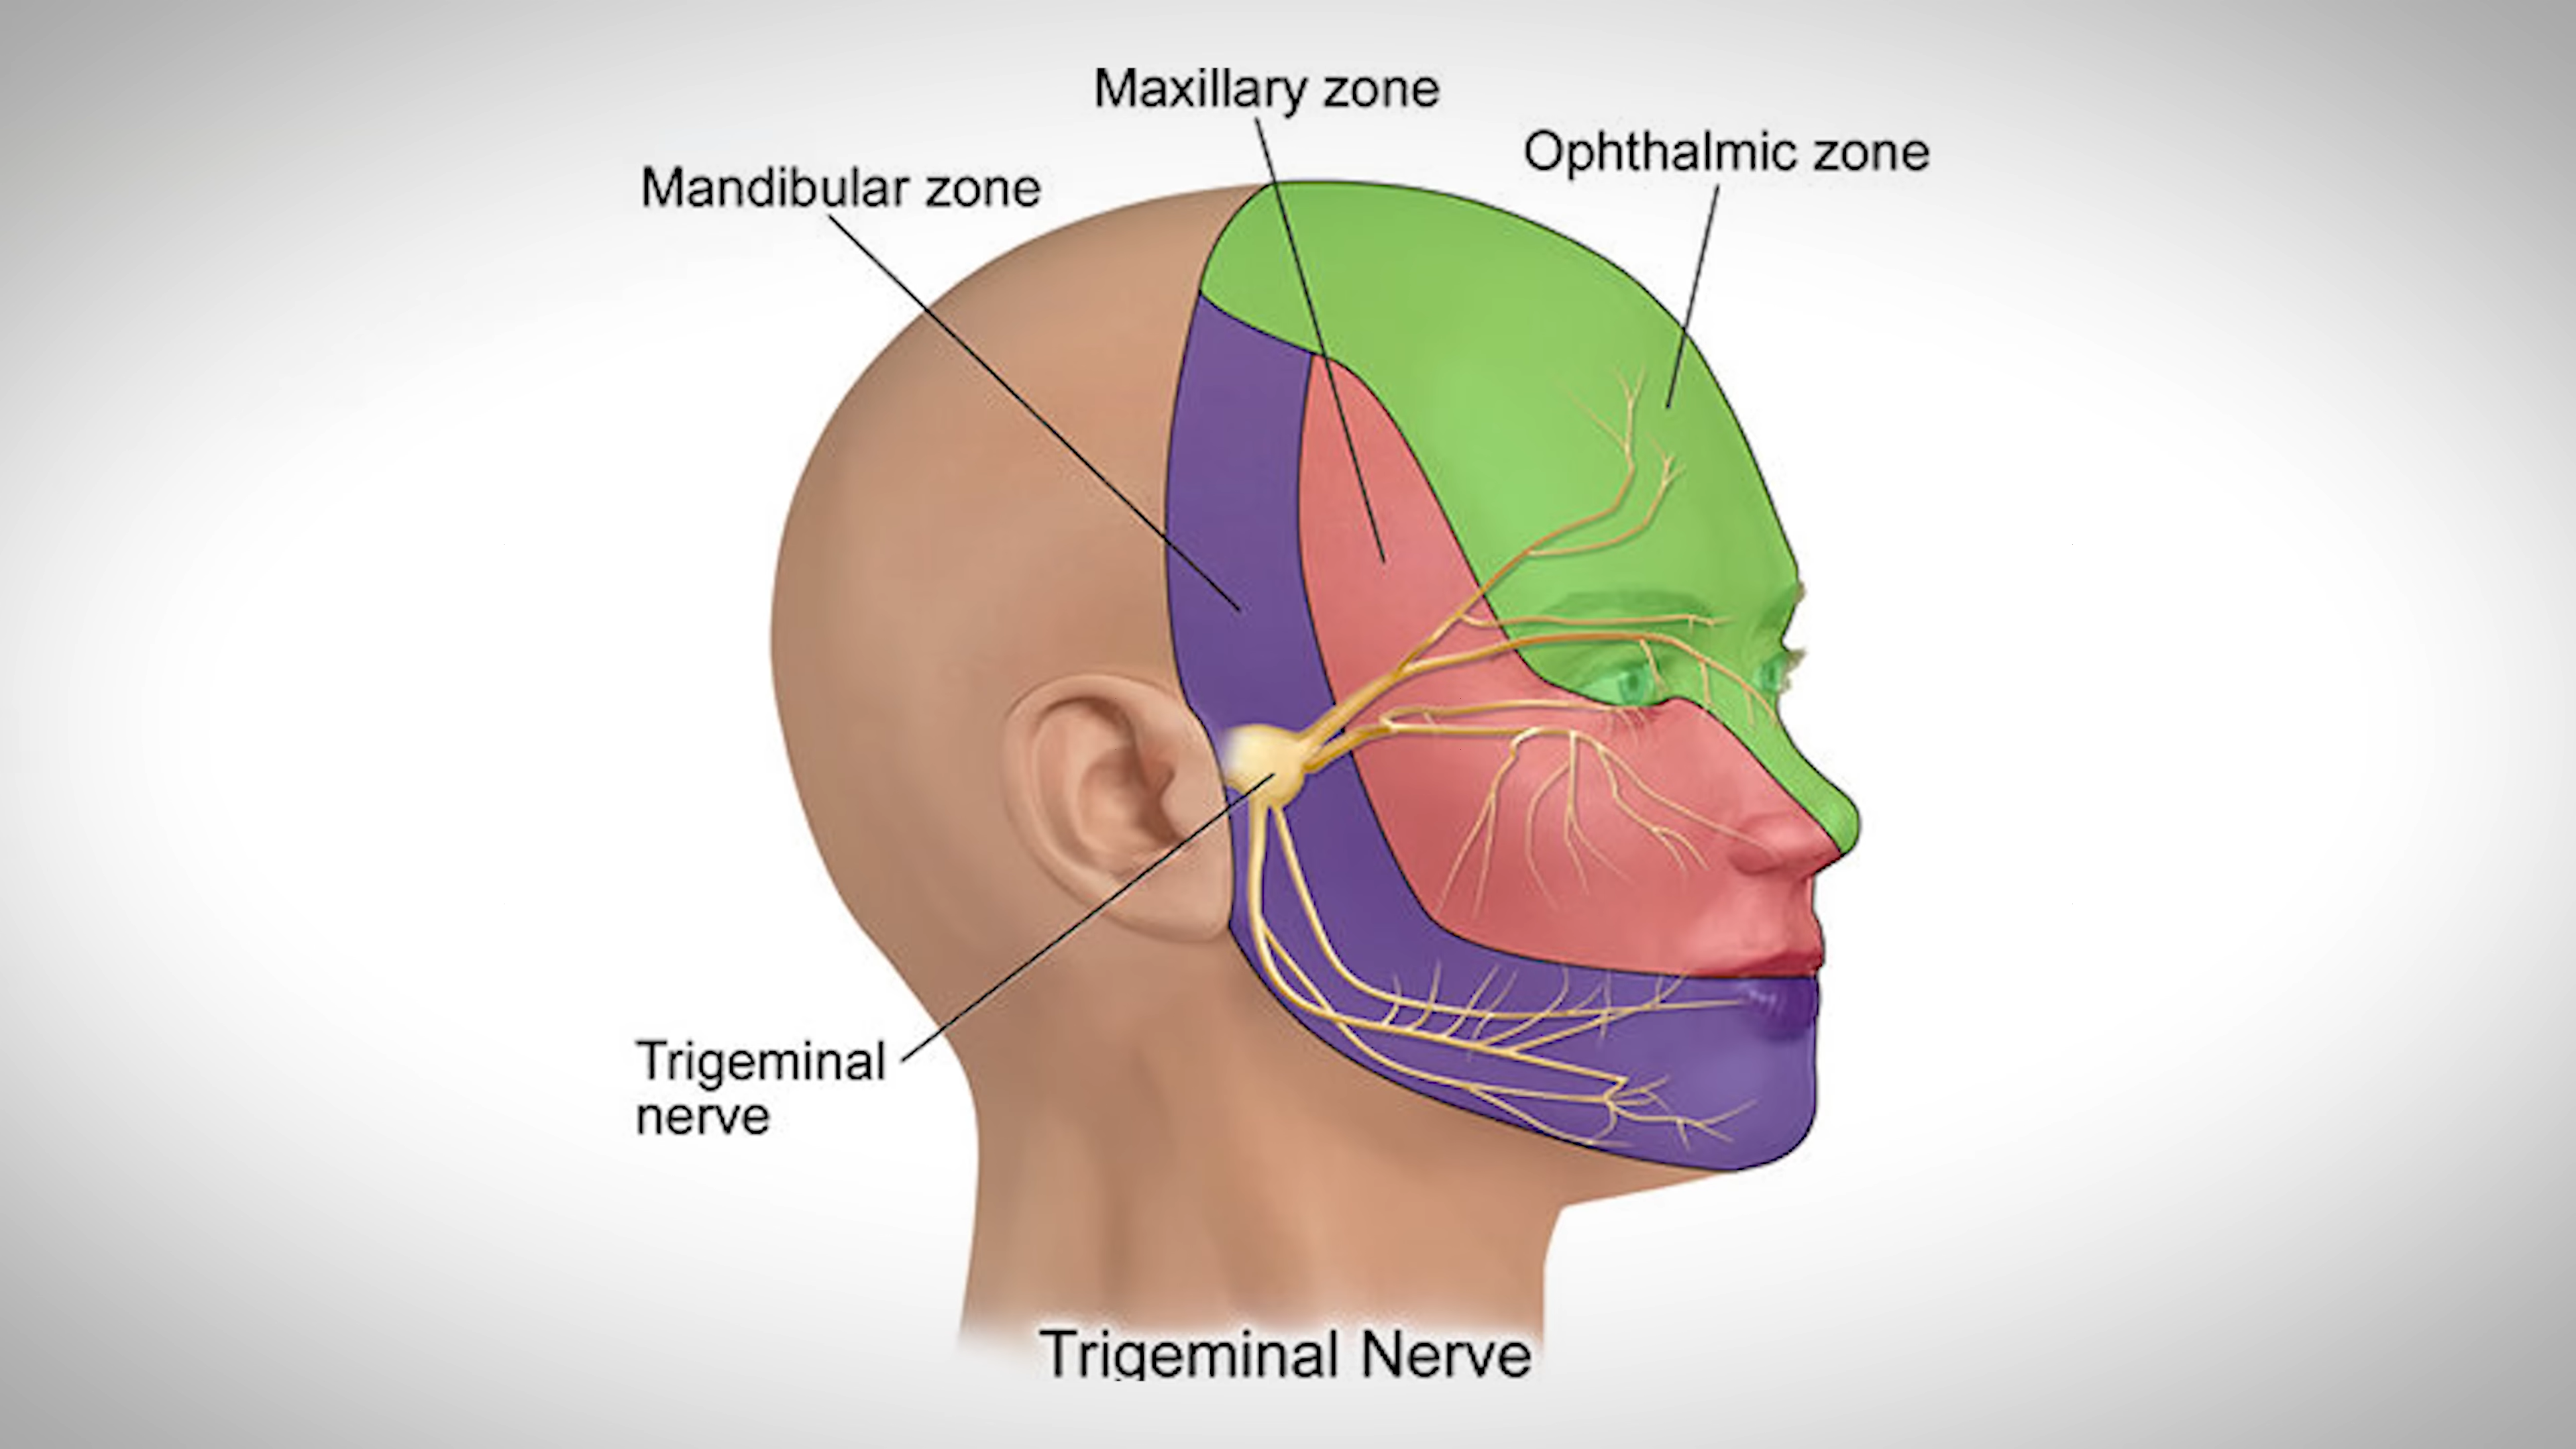 Maxillary zone
Ophthalmic zone
Mandibular zone
Trigeminal
nerve
Trigeminal Nerve